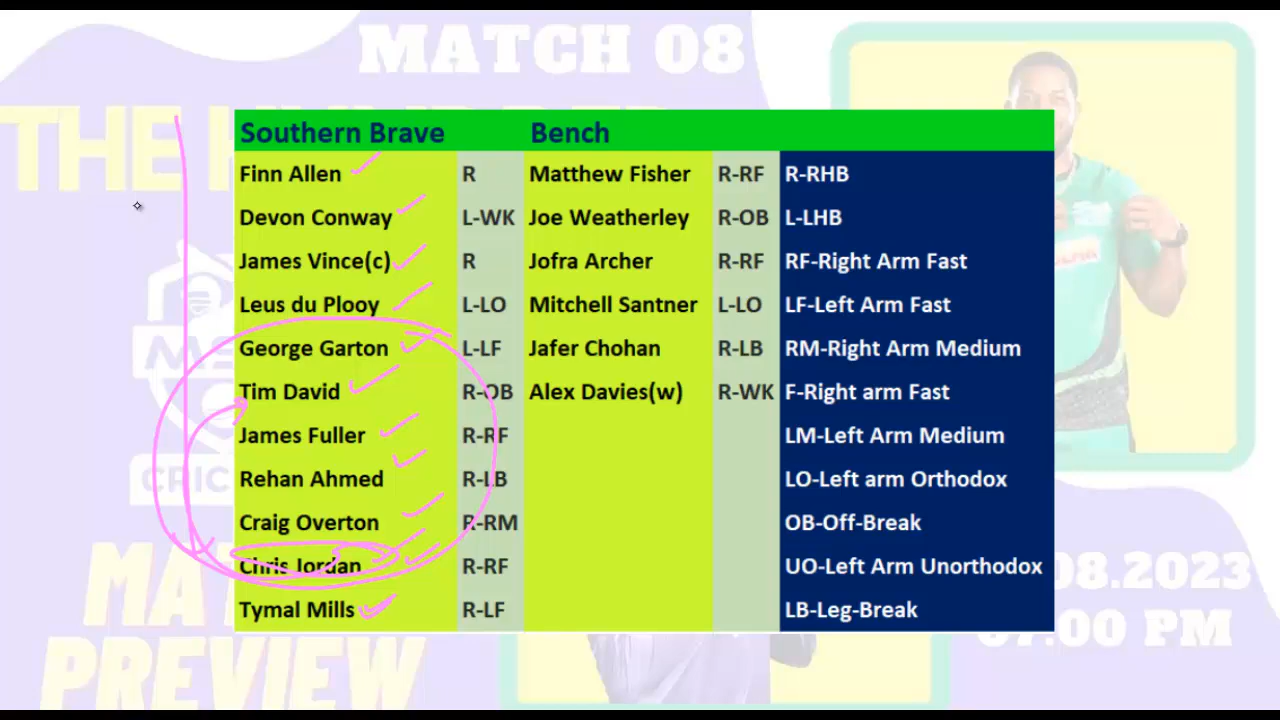 MATCH 08
THE
Southern Brave Bench
Finn Allen R Matthew Fisher R-RF R-RHB
Devon Conway L-WK Joe Weatherley R-OB L-LHB
James Vince(c) R Jofra Archer R-RF RF-Right Arm Fast
Leus du Plooy L-LO Mitchell Santner L-LO LF-Left Arm Fast
George Garton L-LF Jafer Chohan R-LB RM-Right Arm Medium
Tim David R-OB Alex Davies(w) R-WK F-Right arm Fast
James Fuller R-RF LM-Left Arm Medium
Rehan Ahmed R-LB LO-Left arm Orthodox
Craig Overton R-RM OB-Off-Break
Chris Jordan R-RF UO-Left Arm Unorthodox
Tymal Mills R-LF LB-Leg-Break
08.2023
PM
PREVIEW